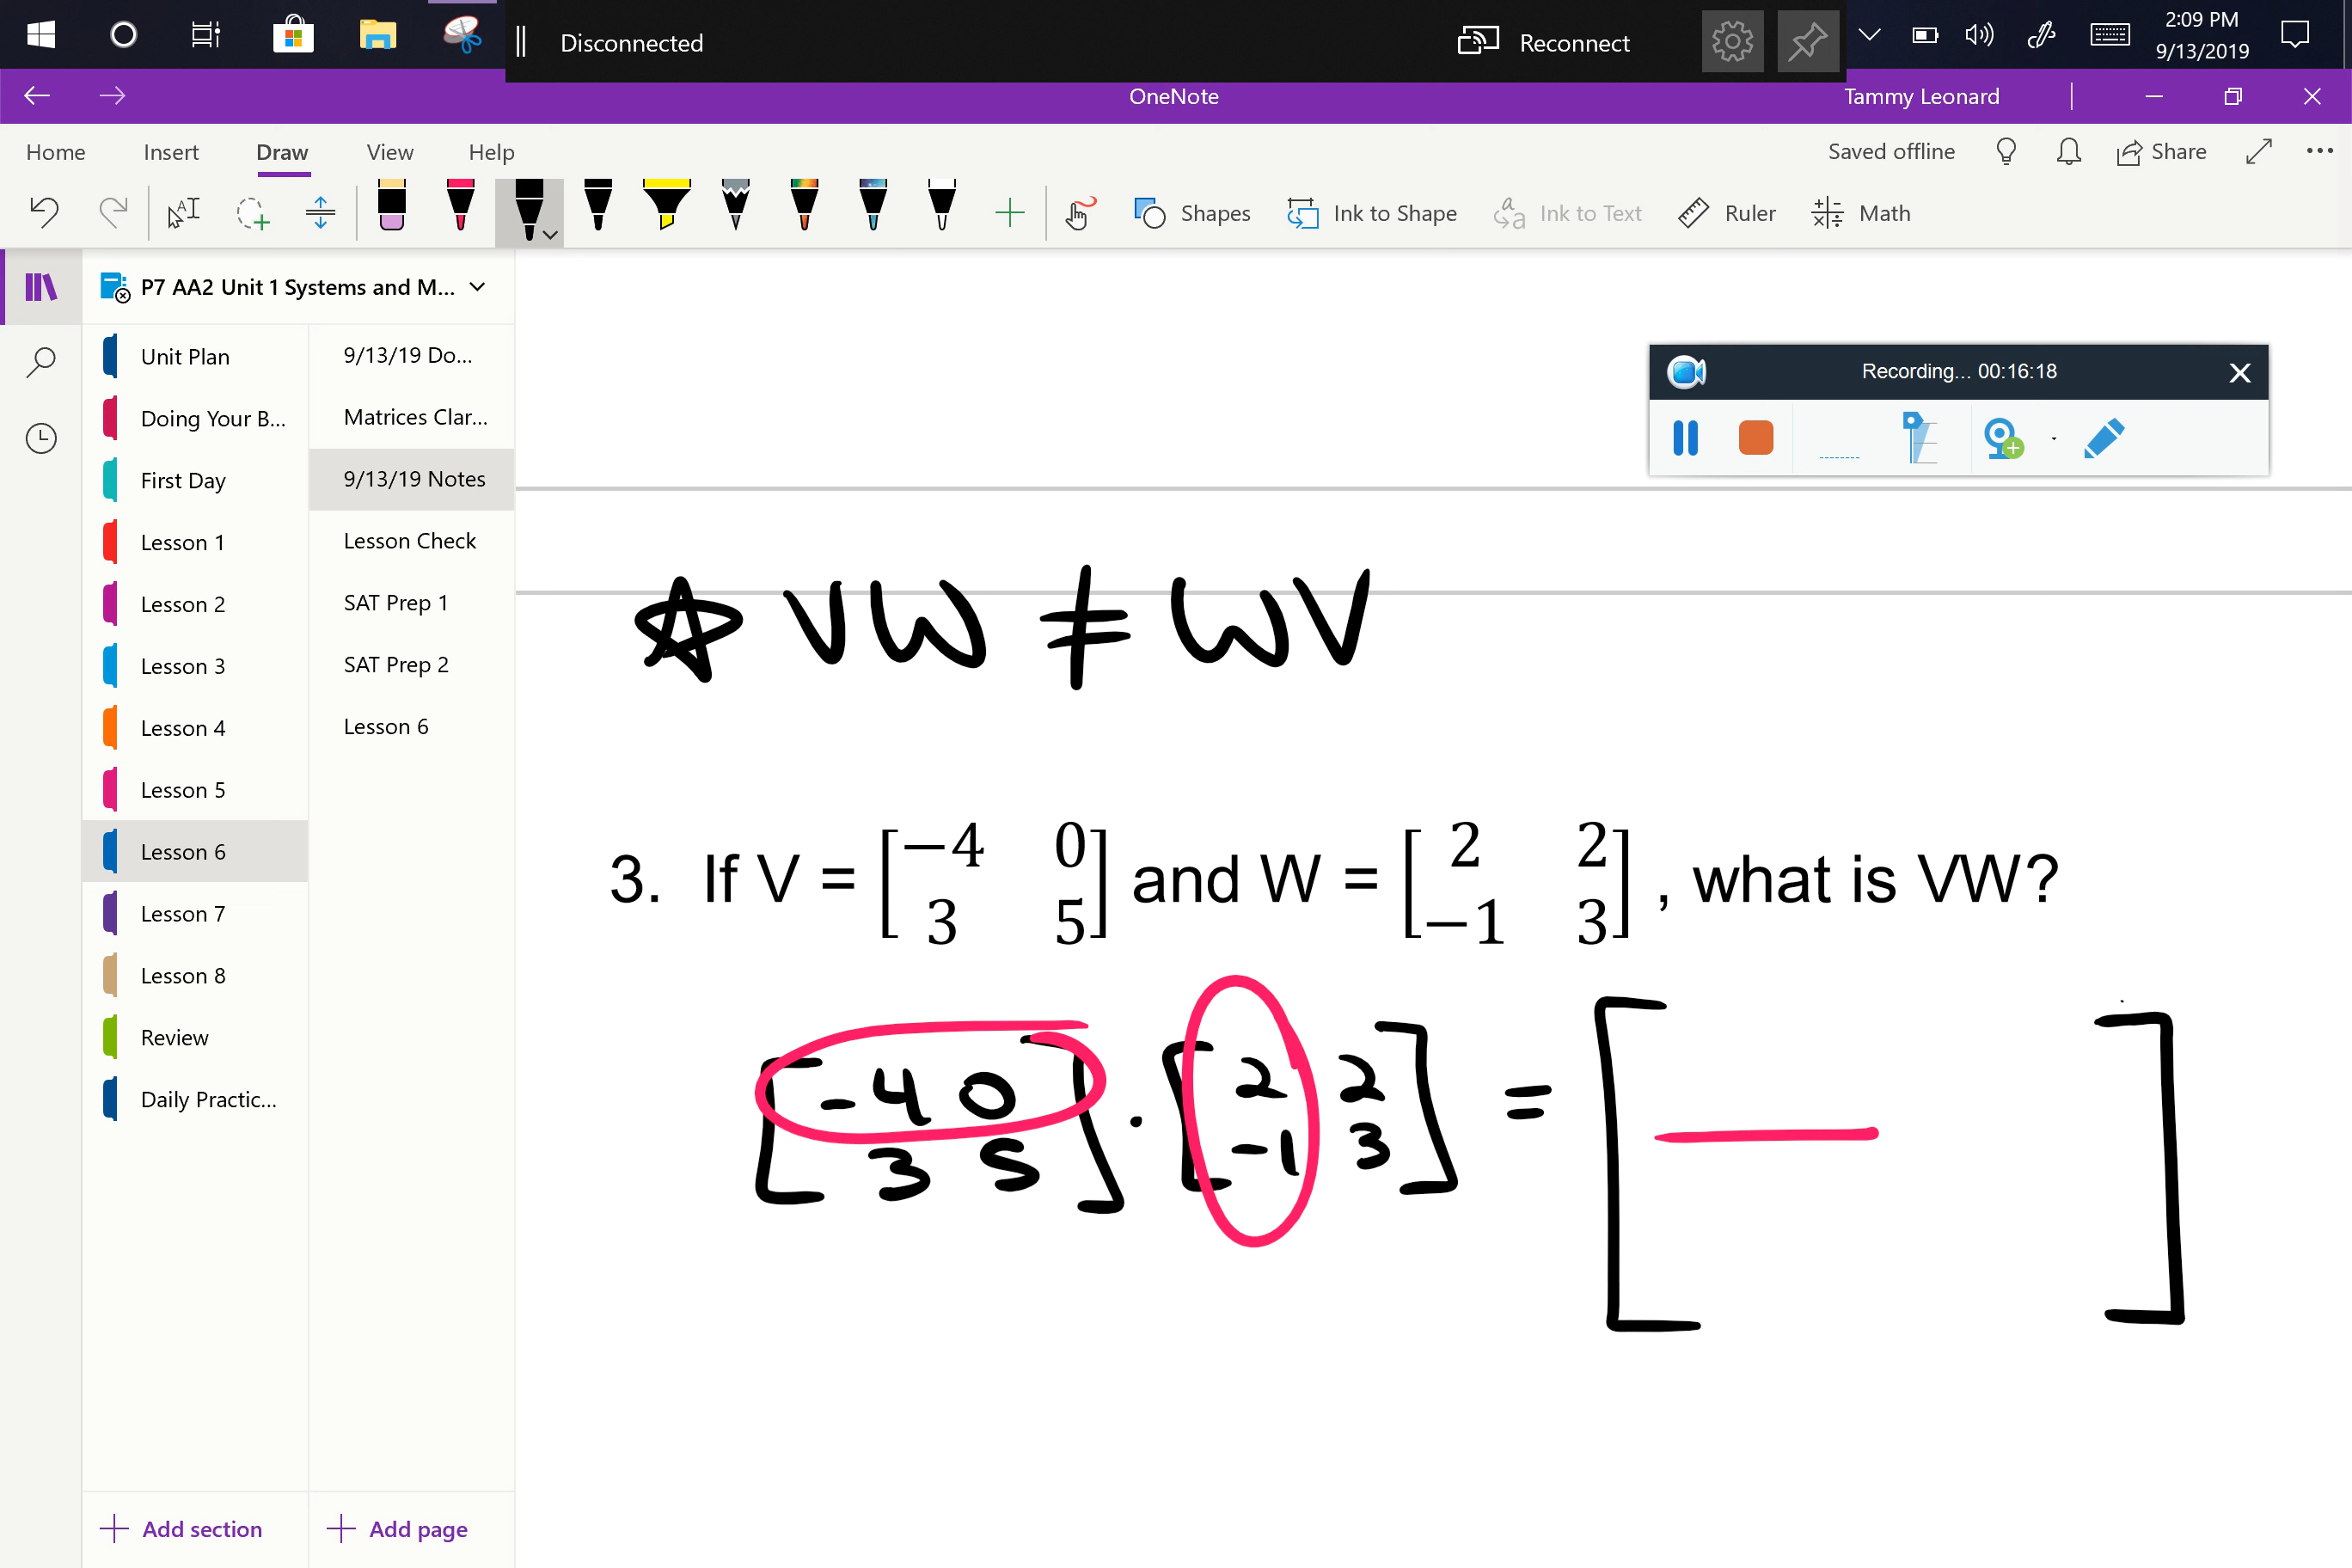 Disconnected
Reconnect
2:09 PM
9/13/2019
OneNote
Tammy Leonard
Home Insert Draw View Help
Saved offline
Share
Shapes
Ink to Shape
Ink to Text
Ruler
Math
P7 AA2 Unit 1 Systems and M...
Unit Plan
Doing Your B...
First Day
Lesson 1
Lesson 2
Lesson 3
Lesson 4
Lesson 5
Lesson 6
Lesson 7
Lesson 8
Review
Daily Practic...
Add section
9/13/19 Do...
Matrices Clar...
9/13/19 Notes
Lesson Check
SAT Prep 1
SAT Prep 2
Lesson 6
Add page
Recording... 00:16:18
☆ VW ≠ WV
3. If V = [−4 0; 3 5] and W = [2 2; −1 3], what is VW?
[-4 0; 3 5] · [2 2; -1 3] = [ ]